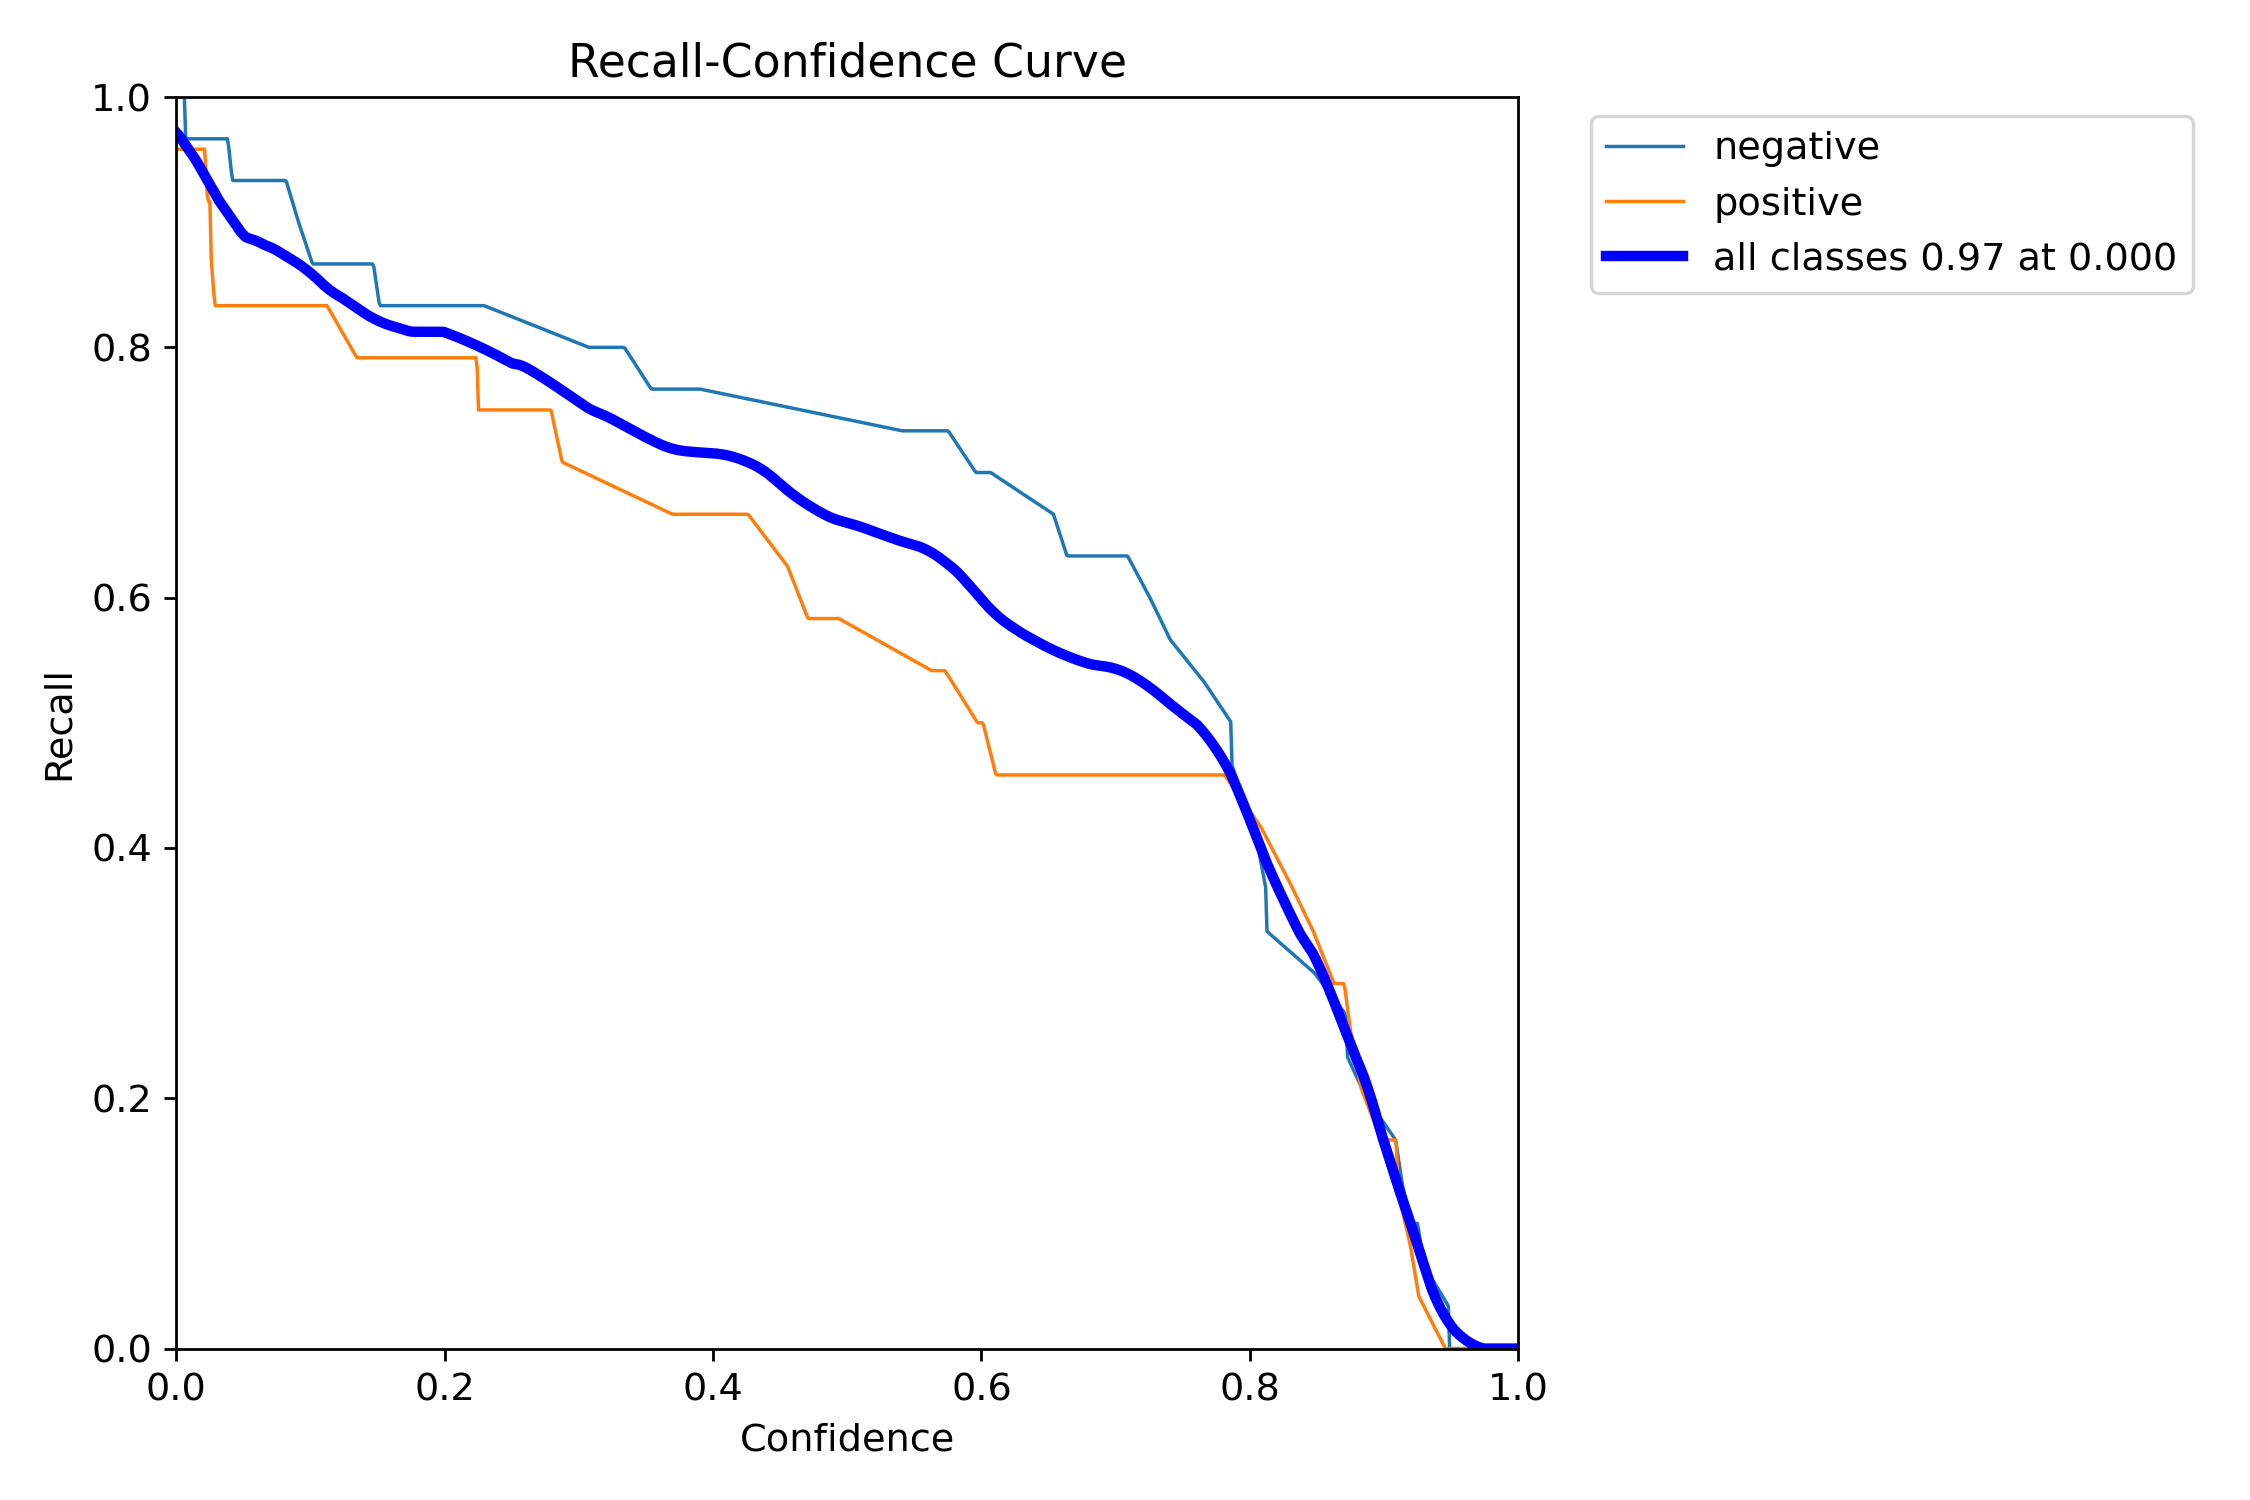 Recall-Confidence Curve
negative
positive
all classes 0.97 at 0.000
1.0
0.8
0.6
0.4
0.2
0.0
Recall
0.0 0.2 0.4 0.6 0.8 1.0
Confidence